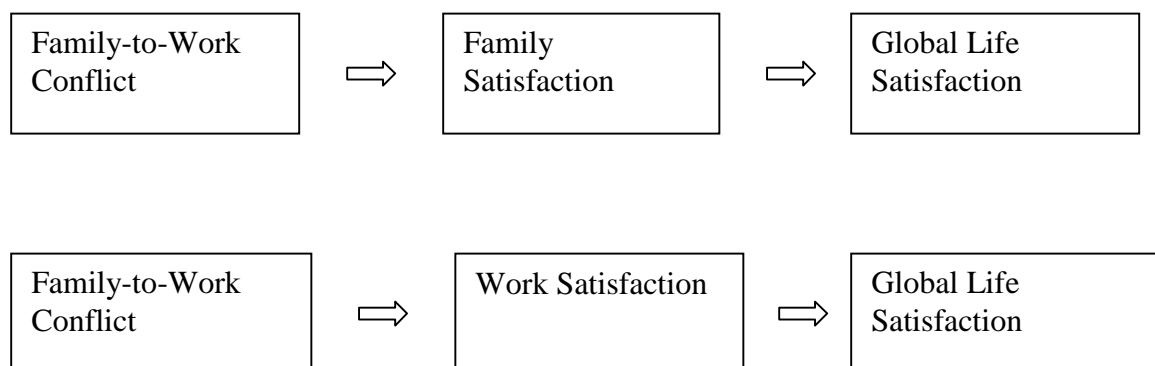 Family-to-Work
Conflict
Family
Satisfaction
Global Life
Satisfaction
Family-to-Work
Conflict
Work Satisfaction
Global Life
Satisfaction